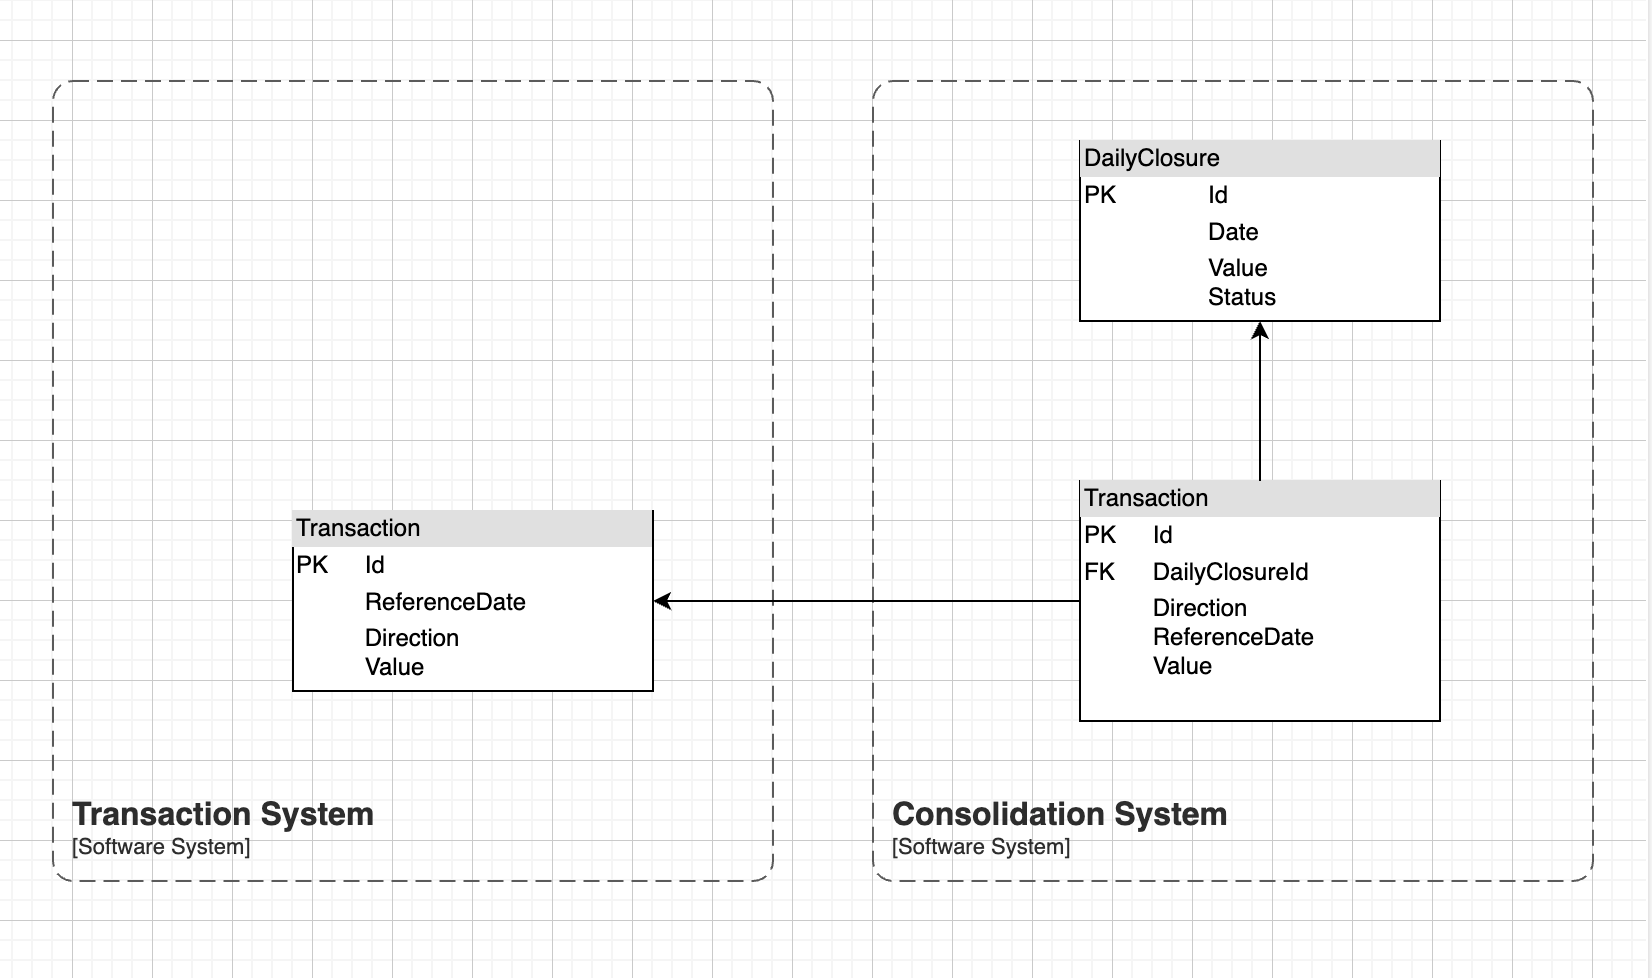 DailyClosure
PK Id
Date
Value
Status
Transaction
PK Id
FK DailyClosureId
Direction
ReferenceDate
Value
Transaction
PK Id
ReferenceDate
Direction
Value
Transaction System
[Software System]
Consolidation System
[Software System]